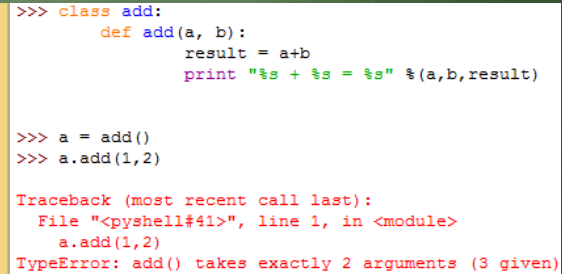 >>> class add:
        def add(a, b):
                result = a+b
                print "%s + %s = %s" %(a,b,result)
>>> a = add()
>>> a.add(1,2)
Traceback (most recent call last):
  File "<pyshell#41>", line 1, in <module>
    a.add(1,2)
TypeError: add() takes exactly 2 arguments (3 given)